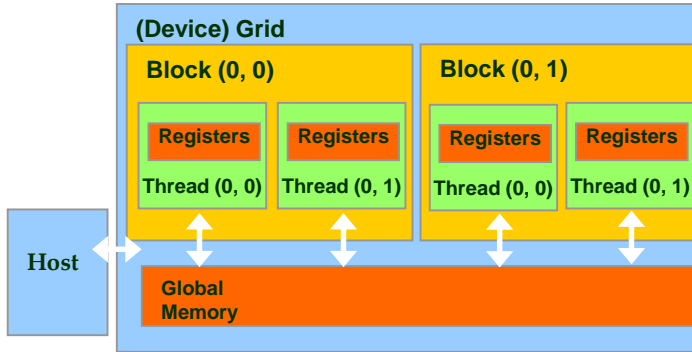 (Device) Grid
Block (0, 0)
Block (0, 1)
Registers
Registers
Registers
Registers
Thread (0, 0)
Thread (0, 1)
Thread (0, 0)
Thread (0, 1)
Host
Global
Memory